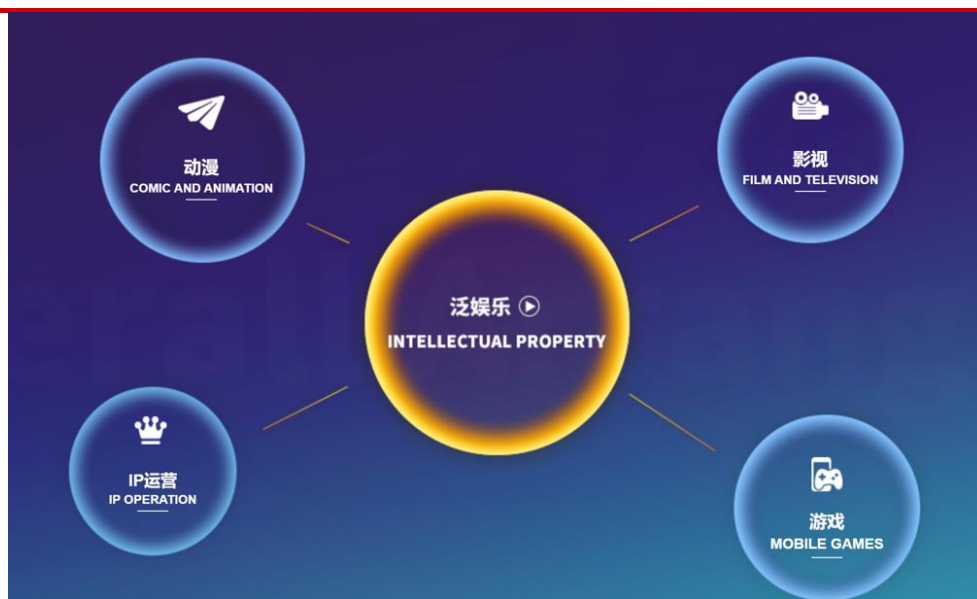 动漫
COMIC AND ANIMATION
影视
FILM AND TELEVISION
泛娱乐
INTELLECTUAL PROPERTY
IP运营
IP OPERATION
游戏
MOBILE GAMES